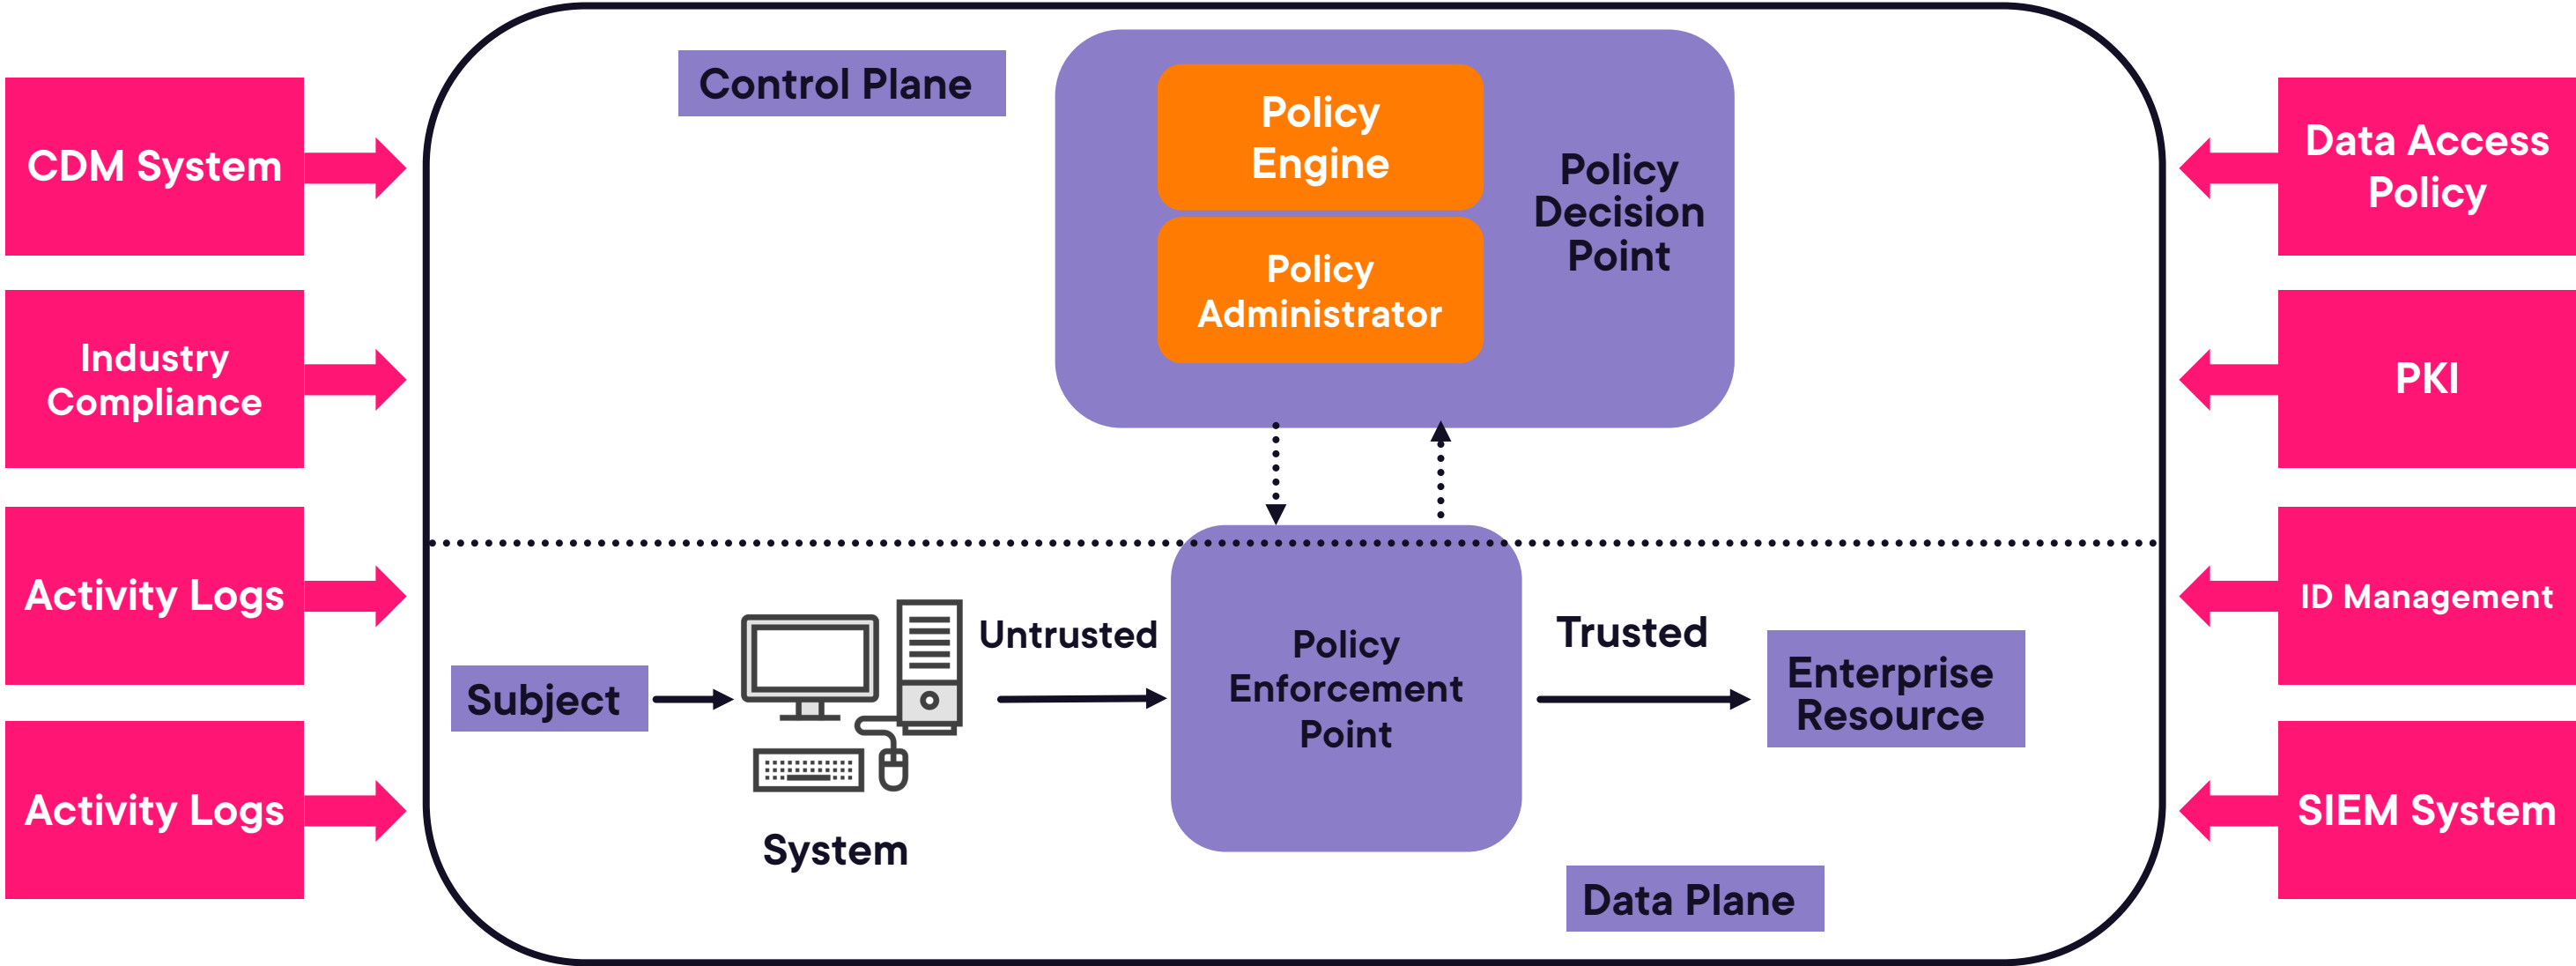 CDM System
Industry
Compliance
Activity Logs
Activity Logs
Control Plane
Policy
Engine
Policy
Administrator
Policy
Decision
Point
Subject
System
Untrusted
Policy
Enforcement
Point
Trusted
Enterprise
Resource
Data Plane
Data Access
Policy
PKI
ID Management
SIEM System